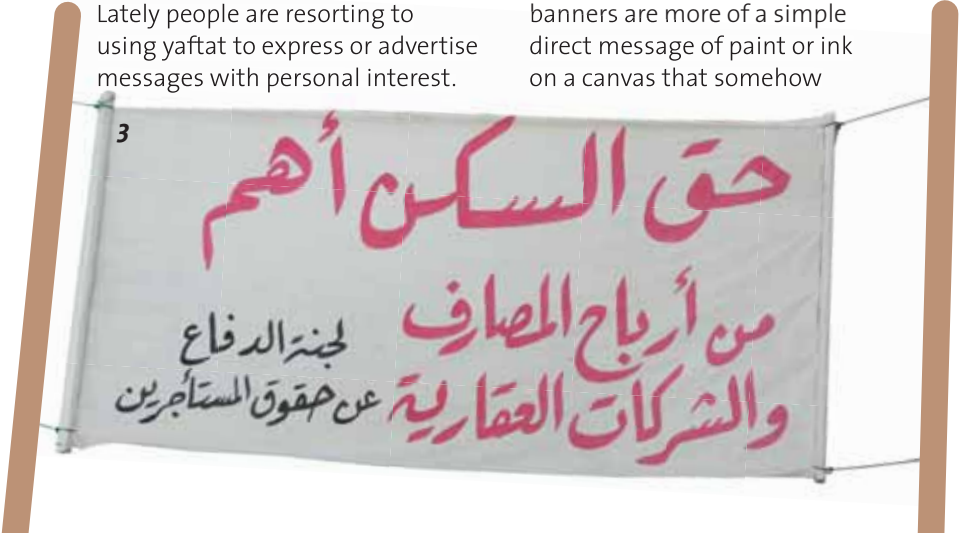 Lately people are resorting to
using yaftat to express or advertise
messages with personal interest.
banners are more of a simple
direct message of paint or ink
on a canvas that somehow
3
حق السكن أهم
من أرباح المصارف
والشركات العقارية
لجنة الدفاع
عن حقوق المستأجرين